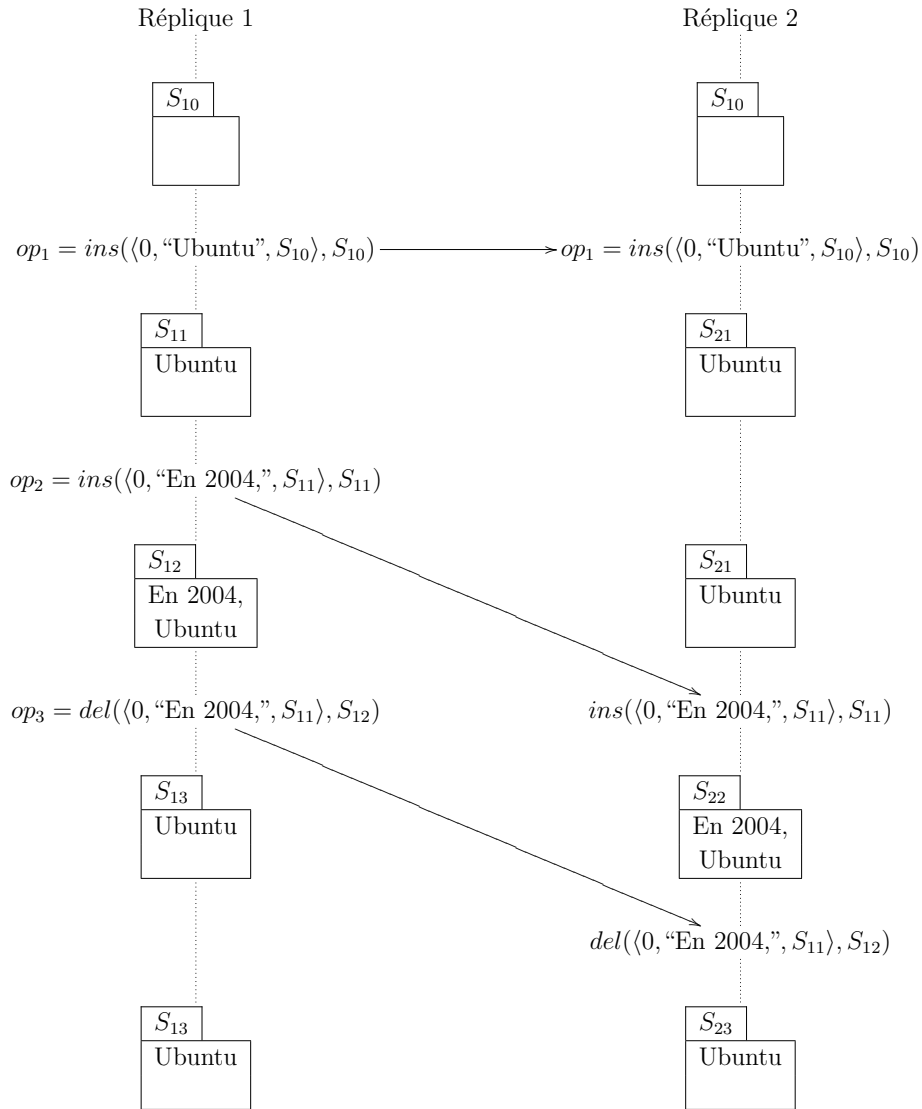 Réplique 1 Réplique 2
S₁₀ S₁₀
op₁ = ins(⟨0, “Ubuntu”, S₁₀⟩, S₁₀) op₁ = ins(⟨0, “Ubuntu”, S₁₀⟩, S₁₀)
S₁₁ S₂₁
Ubuntu Ubuntu
op₂ = ins(⟨0, “En 2004,”, S₁₁⟩, S₁₁)
S₁₂ S₂₁
En 2004, Ubuntu
Ubuntu
op₃ = del(⟨0, “En 2004,”, S₁₁⟩, S₁₂) ins(⟨0, “En 2004,”, S₁₁⟩, S₁₁)
S₁₃ S₂₂
Ubuntu En 2004,
Ubuntu
del(⟨0, “En 2004,”, S₁₁⟩, S₁₂)
S₁₃ S₂₃
Ubuntu Ubuntu